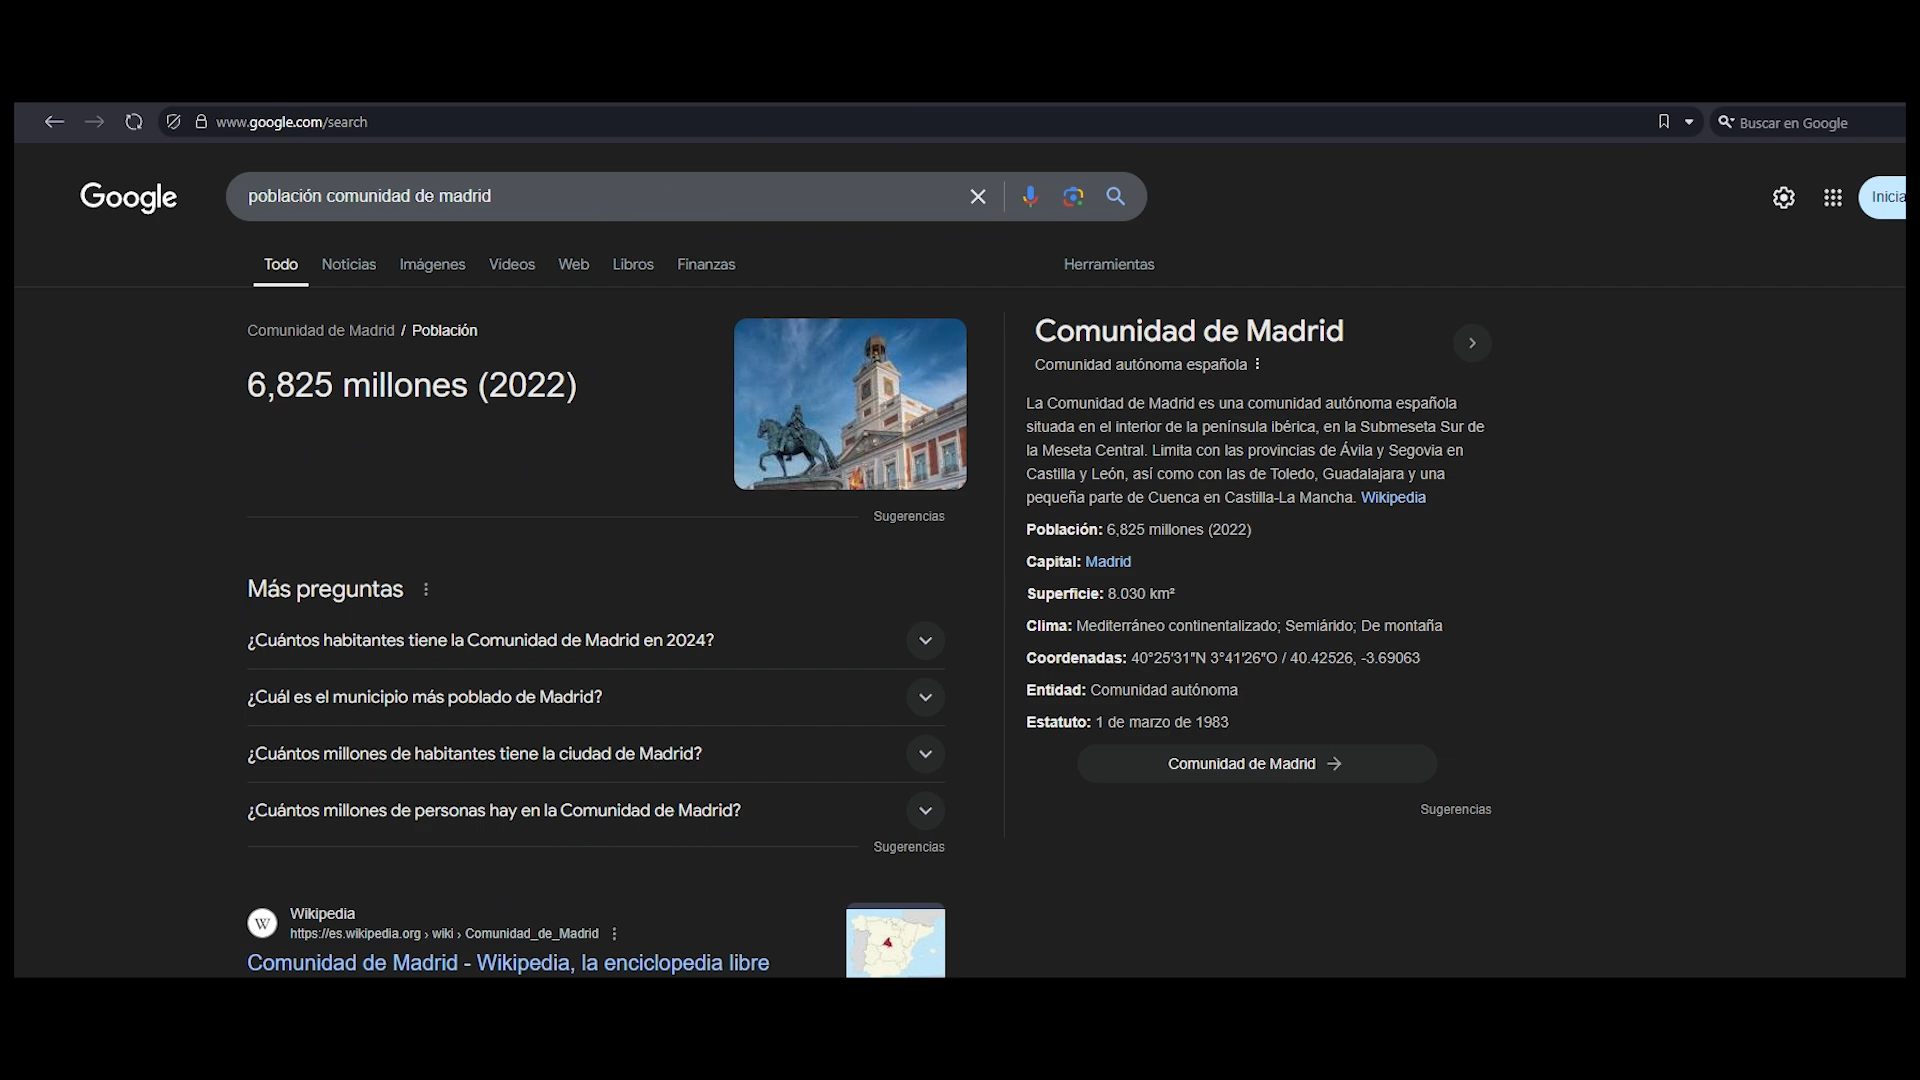 www.google.com/search
Buscar en Google
Google
población comunidad de madrid
Inicia
Todo Noticias Imágenes Videos Web Libros Finanzas Herramientas
Comunidad de Madrid / Población
6,825 millones (2022)
Sugerencias
Más preguntas
¿Cuántos habitantes tiene la Comunidad de Madrid en 2024?
¿Cuál es el municipio más poblado de Madrid?
¿Cuántos millones de habitantes tiene la ciudad de Madrid?
¿Cuántos millones de personas hay en la Comunidad de Madrid?
Sugerencias
W
Wikipedia
https://es.wikipedia.org › wiki › Comunidad_de_Madrid
Comunidad de Madrid - Wikipedia, la enciclopedia libre
Comunidad de Madrid
Comunidad autónoma española
La Comunidad de Madrid es una comunidad autónoma española
situada en el interior de la península ibérica, en la Submeseta Sur de
la Meseta Central. Limita con las provincias de Ávila y Segovia en
Castilla y León, así como con las de Toledo, Guadalajara y una
pequeña parte de Cuenca en Castilla-La Mancha. Wikipedia
Población: 6,825 millones (2022)
Capital: Madrid
Superficie: 8.030 km²
Clima: Mediterráneo continentalizado; Semiárido; De montaña
Coordenadas: 40°25′31″N 3°41′26″O / 40.42526, -3.69063
Entidad: Comunidad autónoma
Estatuto: 1 de marzo de 1983
Comunidad de Madrid →
Sugerencias